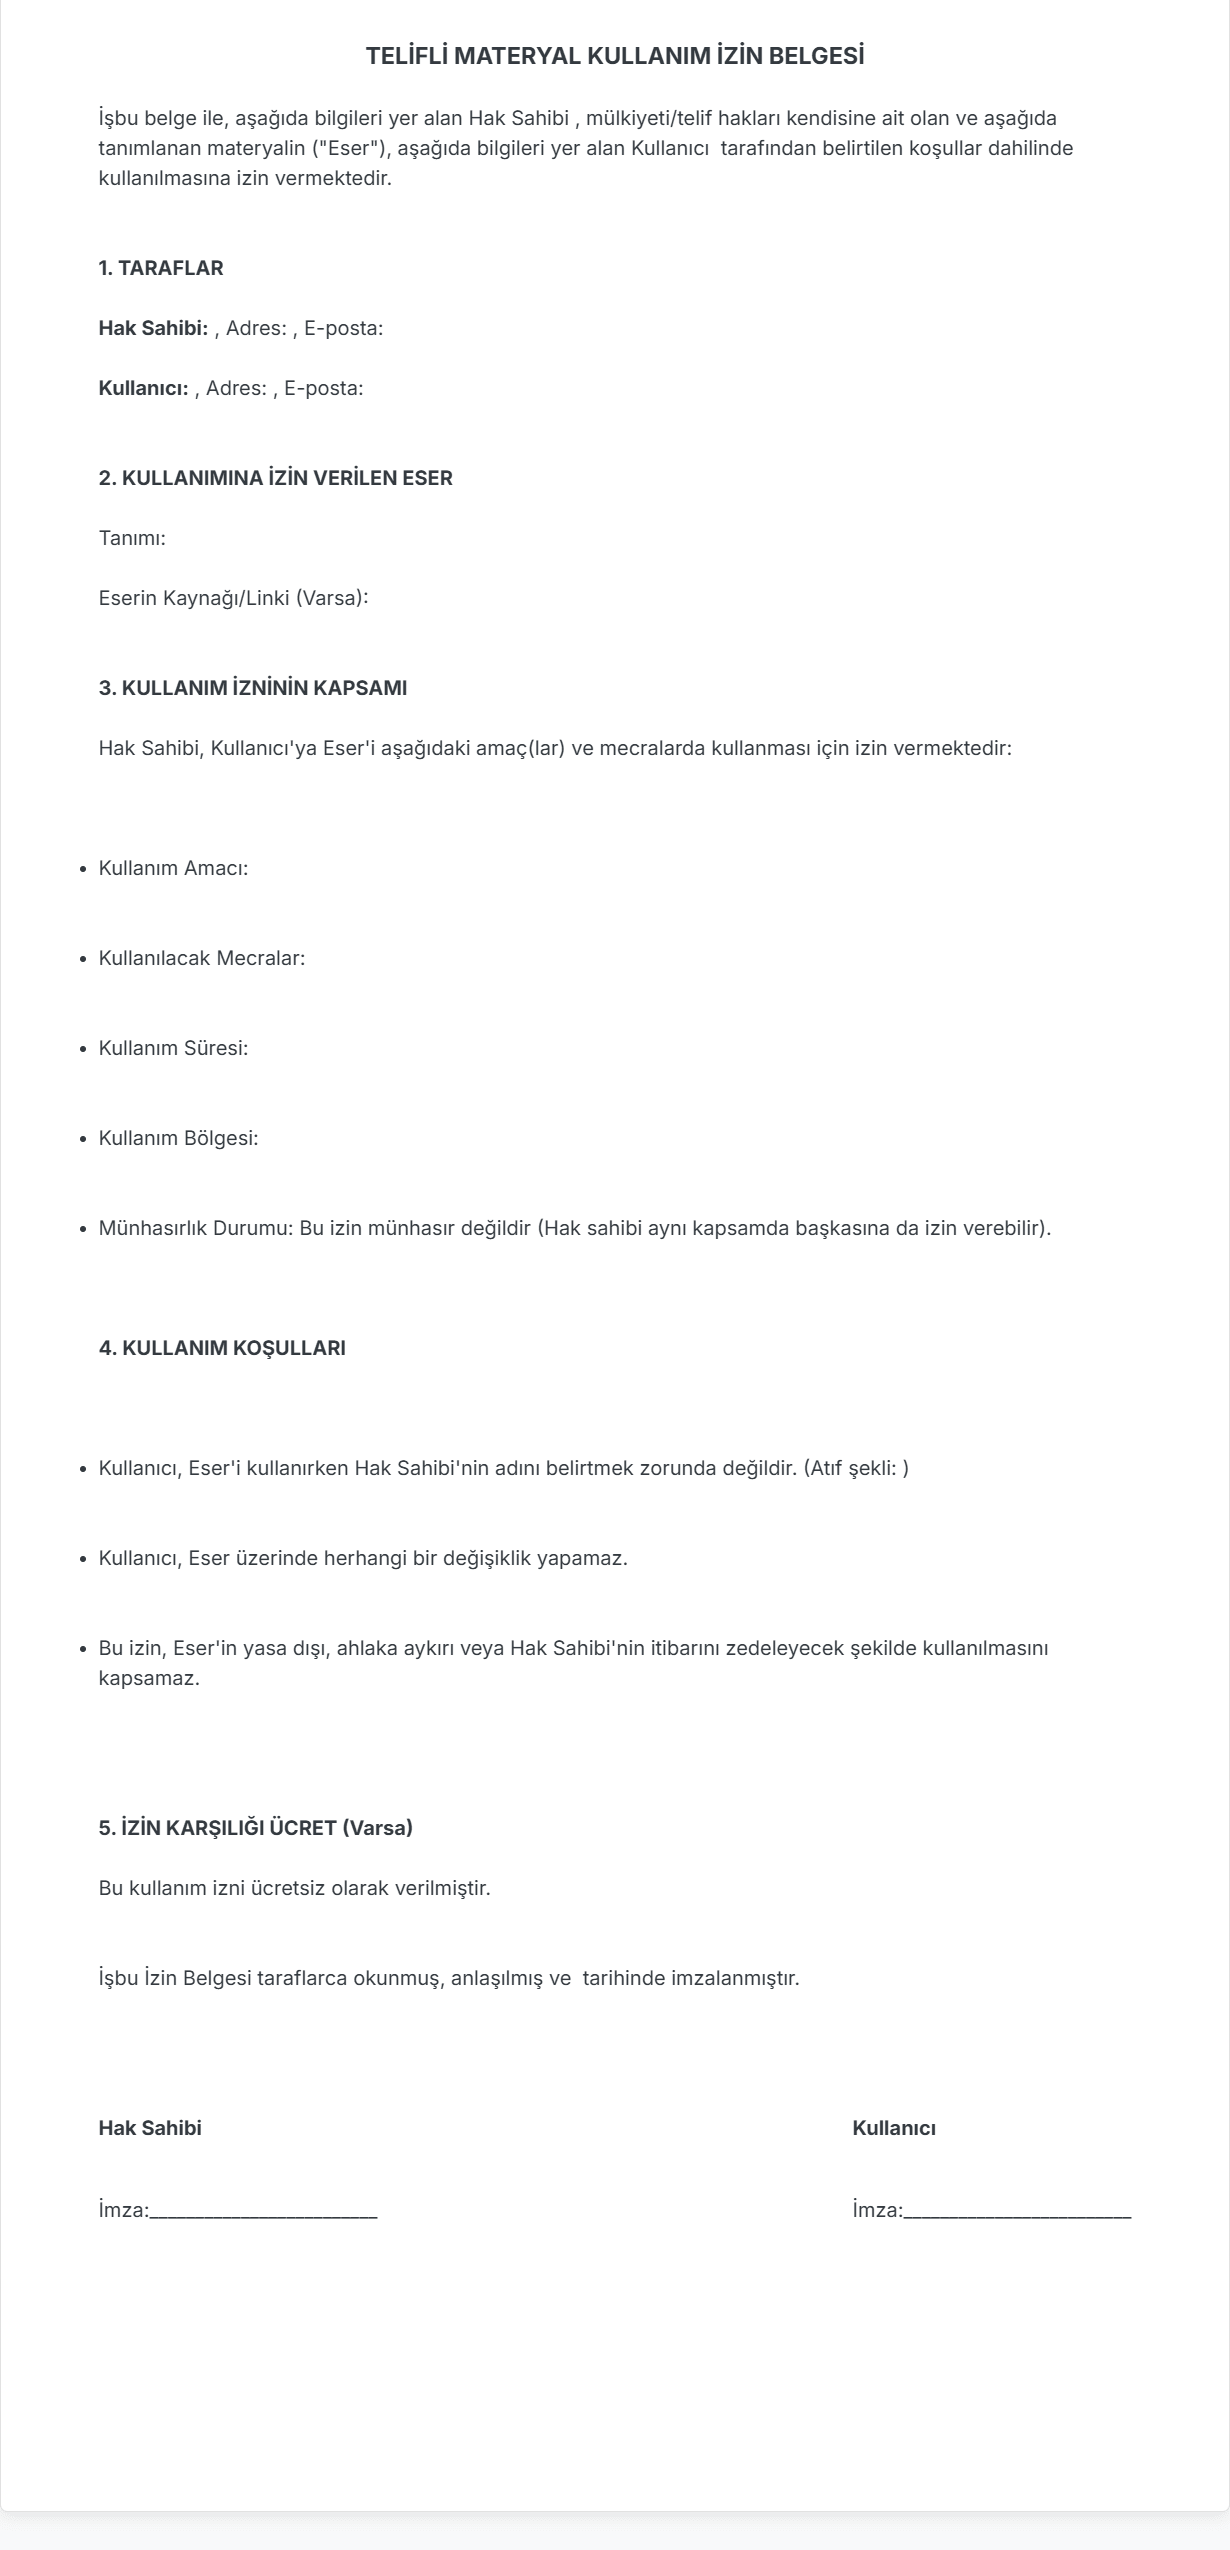 TELİFLİ MATERYAL KULLANIM İZİN BELGESİ
İşbu belge ile, aşağıda bilgileri yer alan Hak Sahibi , mülkiyeti/telif hakları kendisine ait olan ve aşağıda
tanımlanan materyalin ("Eser"), aşağıda bilgileri yer alan Kullanıcı  tarafından belirtilen koşullar dahilinde
kullanılmasına izin vermektedir.
1. TARAFLAR
Hak Sahibi: , Adres: , E-posta:
Kullanıcı: , Adres: , E-posta:
2. KULLANIMINA İZİN VERİLEN ESER
Tanımı:
Eserin Kaynağı/Linki (Varsa):
3. KULLANIM İZNİNİN KAPSAMI
Hak Sahibi, Kullanıcı'ya Eser'i aşağıdaki amaç(lar) ve mecralarda kullanması için izin vermektedir:
• Kullanım Amacı:
• Kullanılacak Mecralar:
• Kullanım Süresi:
• Kullanım Bölgesi:
• Münhasırlık Durumu: Bu izin münhasır değildir (Hak sahibi aynı kapsamda başkasına da izin verebilir).
4. KULLANIM KOŞULLARI
• Kullanıcı, Eser'i kullanırken Hak Sahibi'nin adını belirtmek zorunda değildir. (Atıf şekli: )
• Kullanıcı, Eser üzerinde herhangi bir değişiklik yapamaz.
• Bu izin, Eser'in yasa dışı, ahlaka aykırı veya Hak Sahibi'nin itibarını zedeleyecek şekilde kullanılmasını
kapsamaz.
5. İZİN KARŞILIĞI ÜCRET (Varsa)
Bu kullanım izni ücretsiz olarak verilmiştir.
İşbu İzin Belgesi taraflarca okunmuş, anlaşılmış ve  tarihinde imzalanmıştır.
Hak Sahibi Kullanıcı
İmza:_________________________ İmza:_________________________